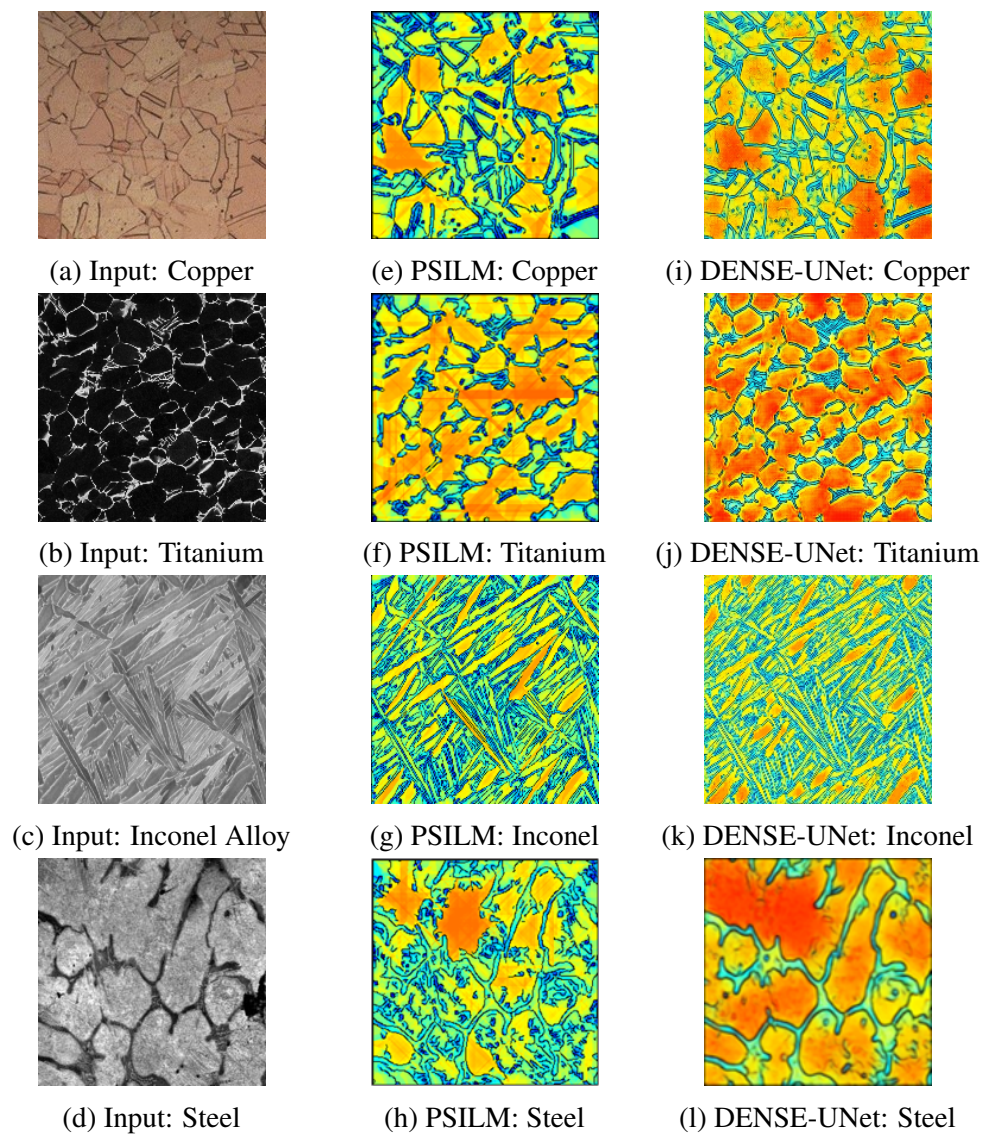 (a) Input: Copper
(e) PSILM: Copper
(i) DENSE-UNet: Copper
(b) Input: Titanium
(f) PSILM: Titanium
(j) DENSE-UNet: Titanium
(c) Input: Inconel Alloy
(g) PSILM: Inconel
(k) DENSE-UNet: Inconel
(d) Input: Steel
(h) PSILM: Steel
(l) DENSE-UNet: Steel